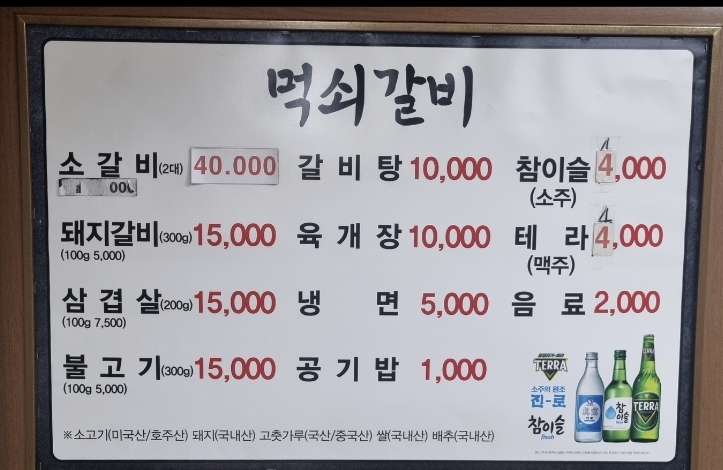 먹쇠갈비
소 갈 비(2대) 40.000 갈 비 탕 10,000 참이슬 4,000
(소주)
돼지갈비(300g) 15,000 육 개 장 10,000 테 라 4,000
(100g 5,000) (맥주)
삼 겹 살(200g) 15,000 냉 면 5,000 음 료 2,000
(100g 7,500)
불 고 기(300g) 15,000 공 기 밥 1,000
(100g 5,000)
TERRA
소주의 원조
진-로
참이슬
fresh
참이슬
TERRA
※소고기(미국산/호주산) 돼지(국내산) 고춧가루(국산/중국산) 쌀(국내산) 배추(국내산)